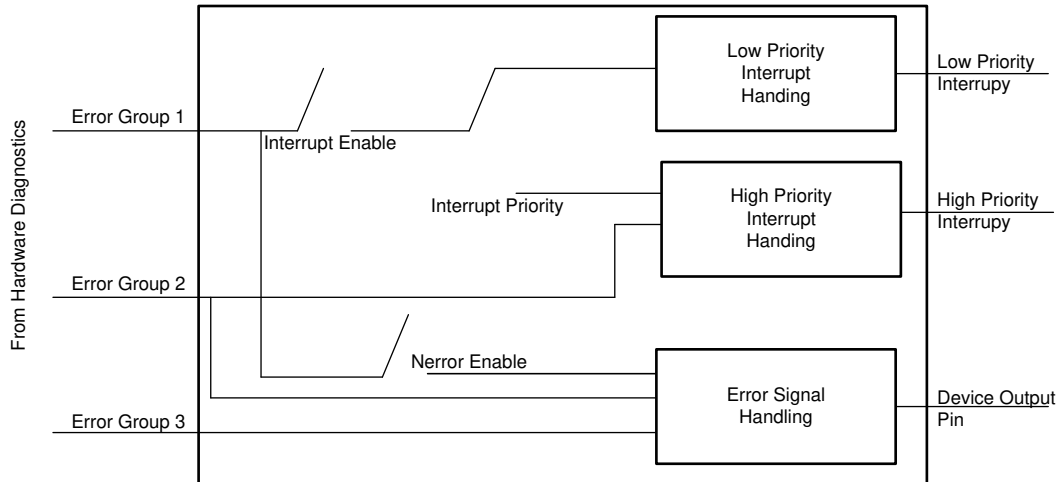 From Hardware Diagnostics
Error Group 1
Interrupt Enable
Low Priority
Interrupt
Handing
Low Priority
Interrupy
Interrupt Priority
High Priority
Interrupt
Handing
High Priority
Interrupy
Error Group 2
Nerror Enable
Error Signal
Handling
Device Output
Pin
Error Group 3